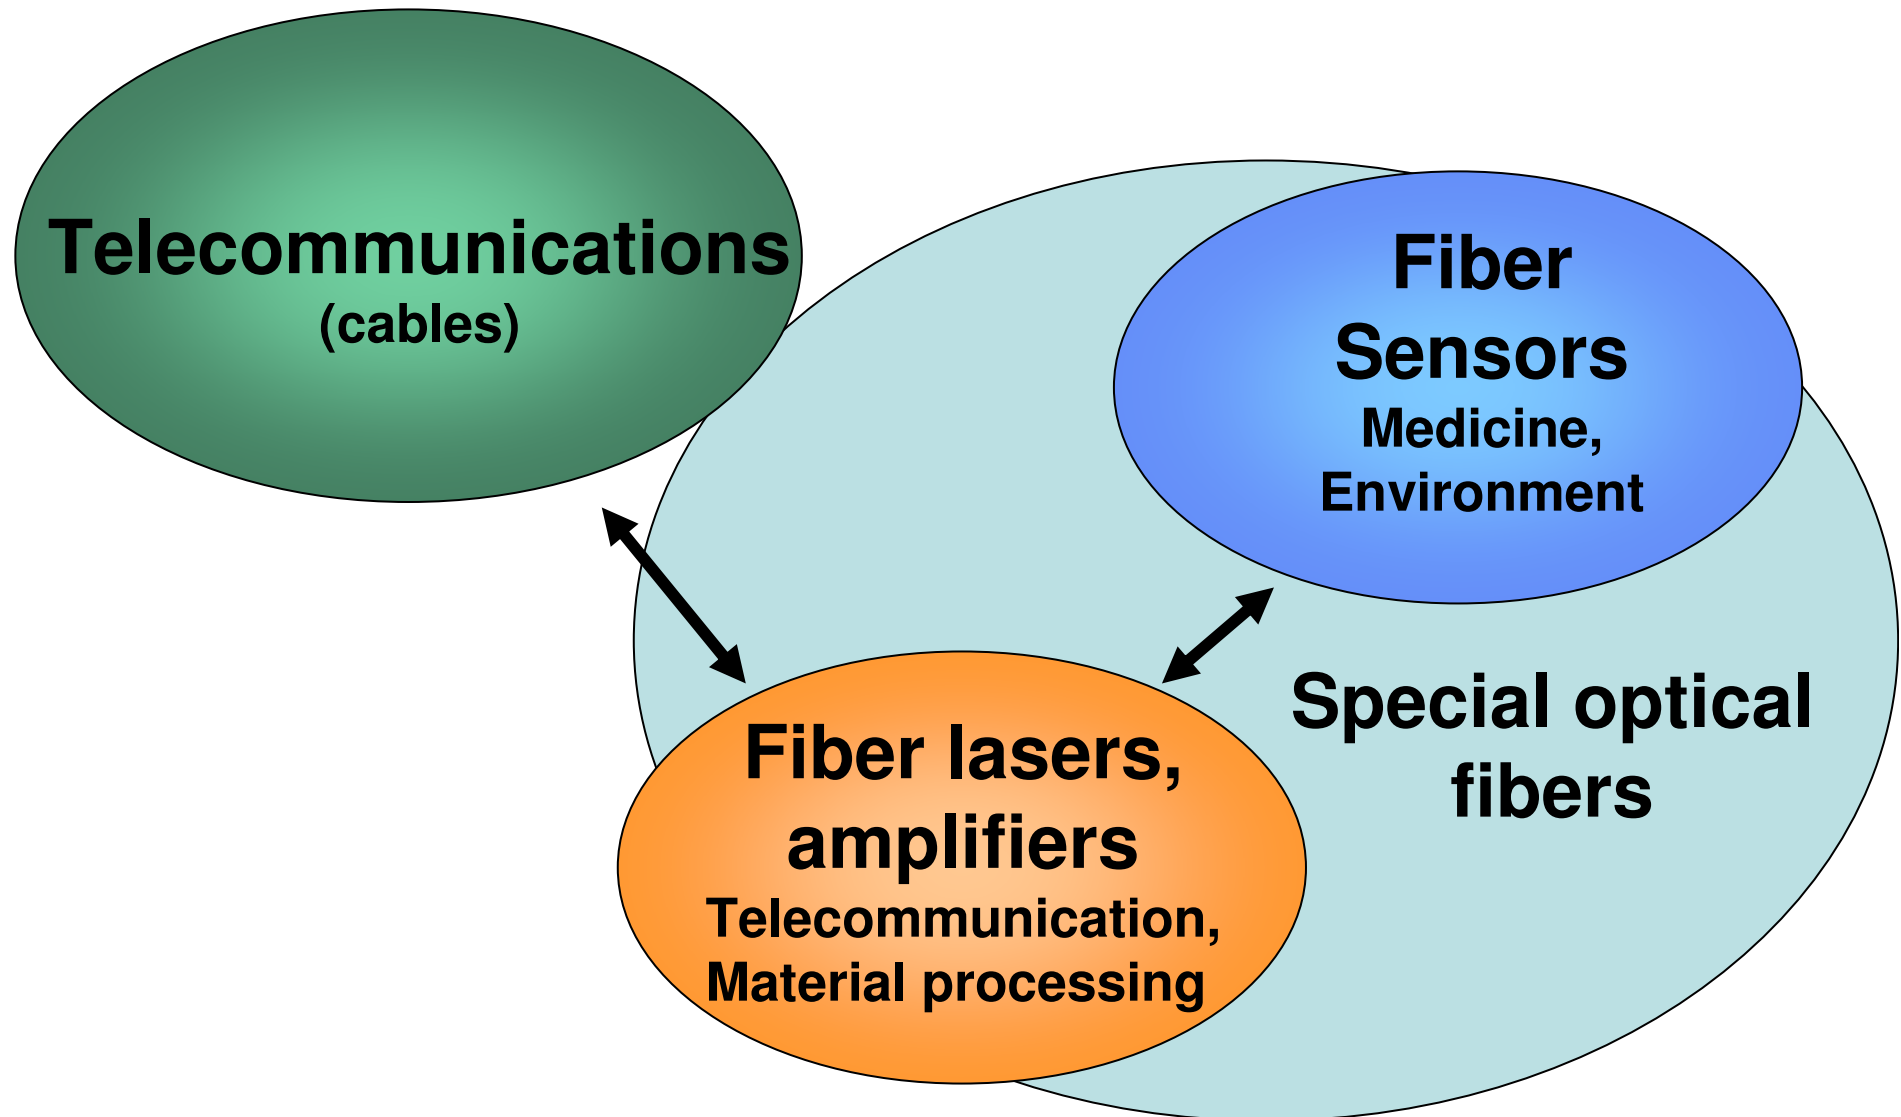 Telecommunications
(cables)
Fiber
Sensors
Medicine,
Environment
Special optical
fibers
Fiber lasers,
amplifiers
Telecommunication,
Material processing